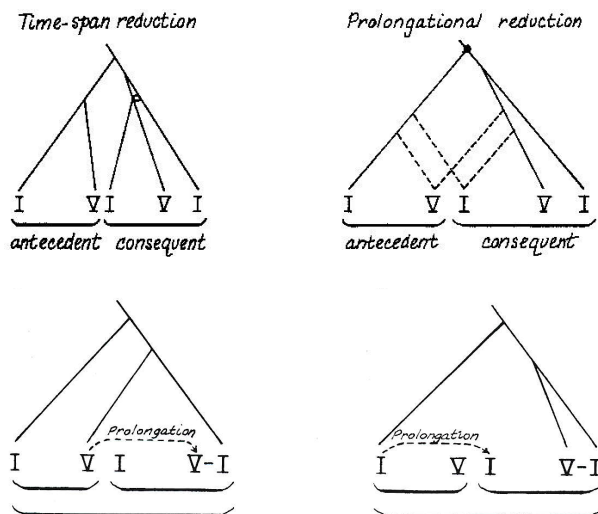 Time-span reduction
I V I V I
antecedent consequent
Prolongational reduction
I V I V I
antecedent consequent
Prolongation
I V I V-I
Prolongation
I V I V-I